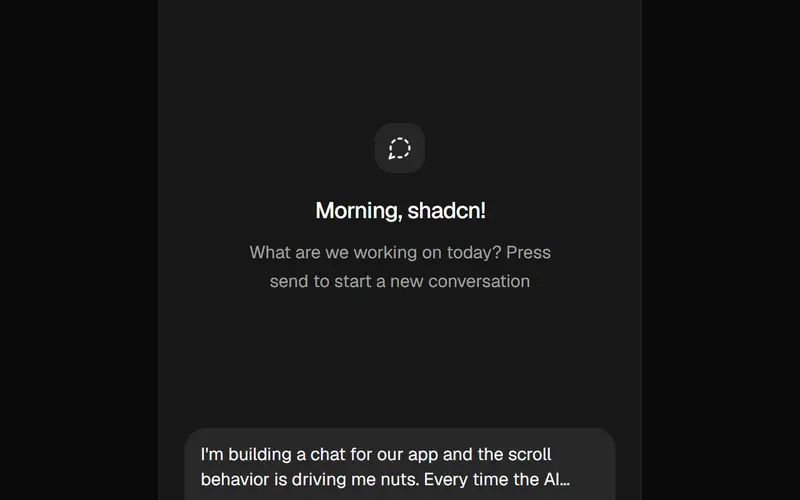 Morning, shadcn!
What are we working on today? Press
send to start a new conversation
I'm building a chat for our app and the scroll
behavior is driving me nuts. Every time the AI...